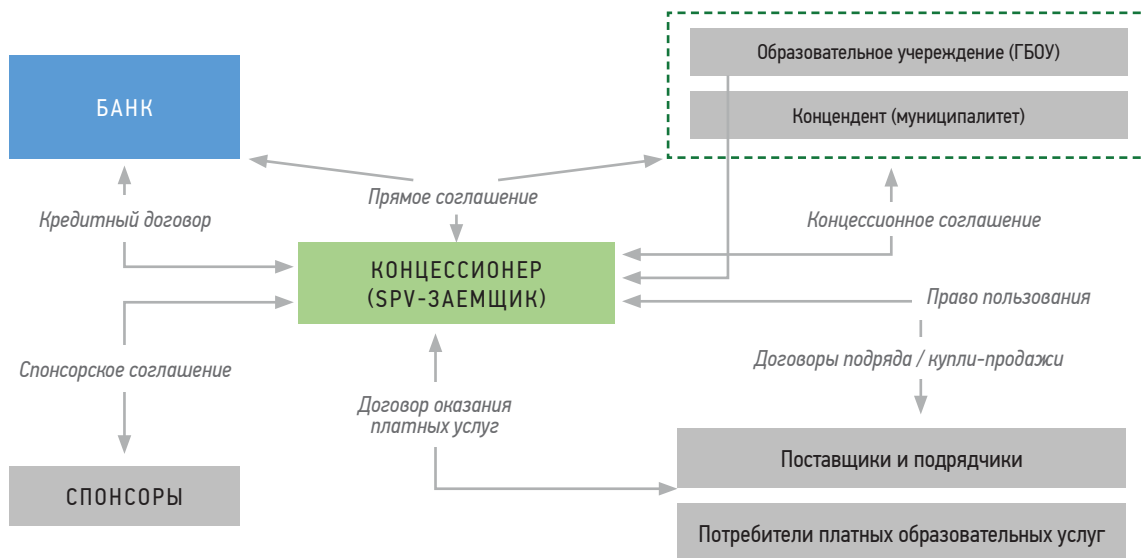 Образовательное учереждение (ГБОУ)
БАНК
Концендент (муниципалитет)
Прямое соглашение
Кредитный договор
Концессионное соглашение
КОНЦЕССИОНЕР
(SPV-ЗАЕМЩИК)
Право пользования
Спонсорское соглашение
Договоры подряда / купли-продажи
Договор оказания
платных услуг
Поставщики и подрядчики
СПОНСОРЫ
Потребители платных образовательных услуг